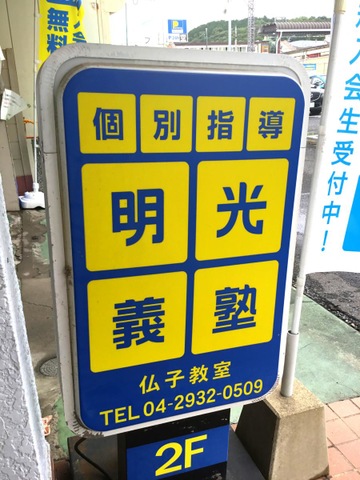 個別指導
明光
義塾
仏子教室
TEL 04-2932-0509
2F
無料
入会生受付中!